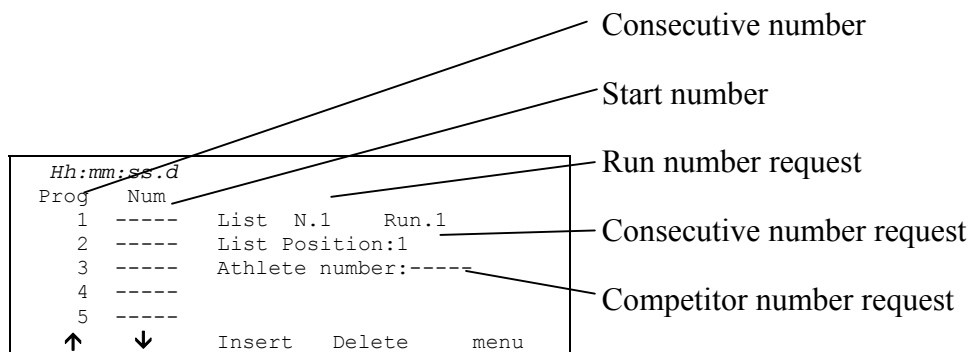 Consecutive number
Start number
Hh:mm:ss.d
Run number request
Prog Num
1 ----- List N.1 Run.1
2 ----- List Position:1
Consecutive number request
3 ----- Athlete number:-----
4 -----
Competitor number request
5 -----
↑ ↓ Insert Delete menu